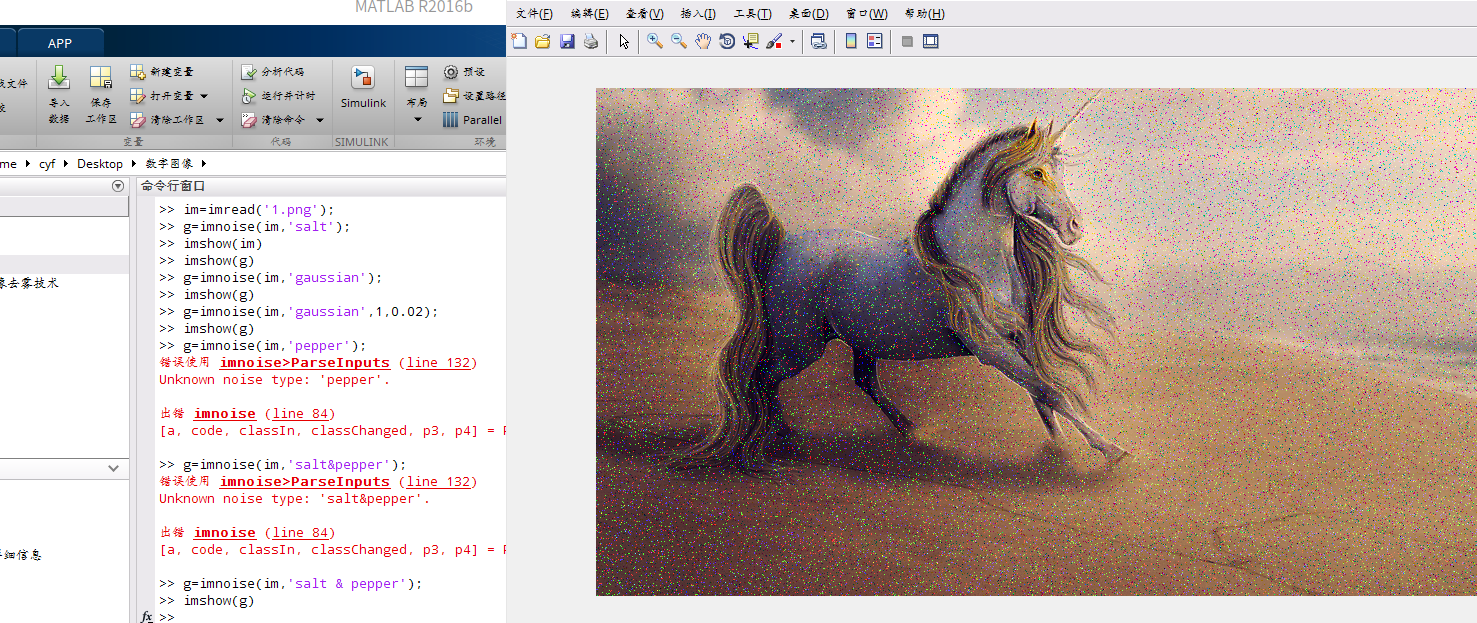 MATLAB R2016b
文件(F) 编辑(E) 查看(V) 插入(I) 工具(T) 桌面(D) 窗口(W) 帮助(H)
APP
找文件 新建变量 分析代码 预设
导入 保存 打开变量 运行并计时 Simulink 布局 设置路径
数据 工作区 清除工作区 清除命令 Parallel
变量 代码 SIMULINK 环境
me cyf Desktop 数字图像
命令行窗口
>> im=imread('1.png');
>> g=imnoise(im,'salt');
>> imshow(im)
>> imshow(g)
>> g=imnoise(im,'gaussian');
像去雾技术
>> imshow(g)
>> g=imnoise(im,'gaussian',1,0.02);
>> imshow(g)
>> g=imnoise(im,'pepper');
错误使用 imnoise>ParseInputs (line 132)
Unknown noise type: 'pepper'.
出错 imnoise (line 84)
[a, code, classIn, classChanged, p3, p4] =
>> g=imnoise(im,'salt&pepper');
错误使用 imnoise>ParseInputs (line 132)
Unknown noise type: 'salt&pepper'.
出错 imnoise (line 84)
[a, code, classIn, classChanged, p3, p4] =
详细信息
>> g=imnoise(im,'salt & pepper');
>> imshow(g)
fx >>